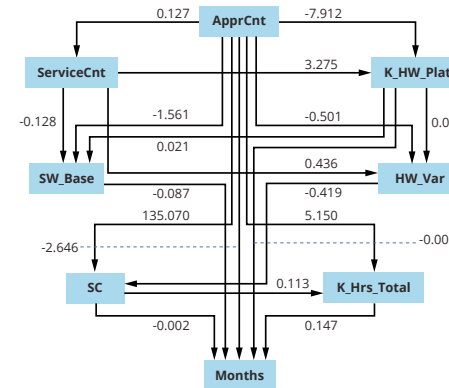 0.127 ApprCnt -7.912
ServiceCnt 3.275 K_HW_Plat
-0.128 -1.561 -0.501 0.0
0.021
SW_Base 0.436 HW_Var
-0.087 -0.419
135.070 5.150
-2.646 -0.00
SC 0.113 K_Hrs_Total
-0.002 0.147
Months